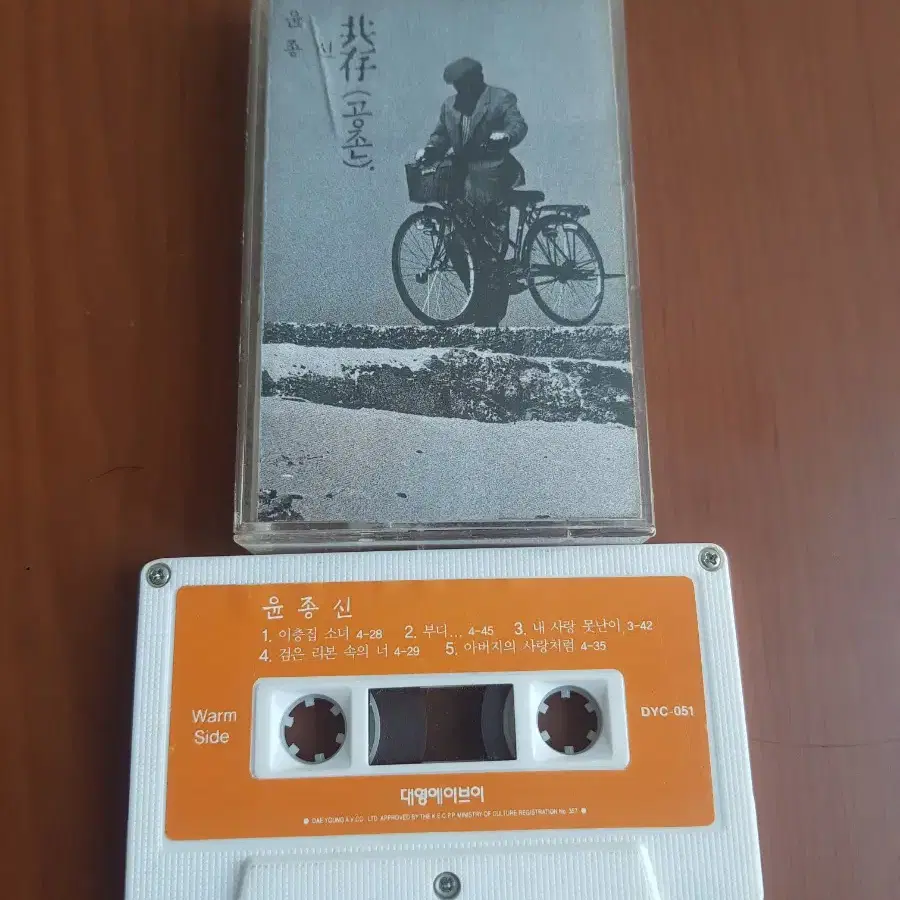 윤종신
共存(공존).
윤 종 신
1. 이층집 소녀 4-28 2. 부디... 4-45 3. 내 사랑 못난이 3-42
4. 검은 리본 속의 너 4-29 5. 아버지의 사랑처럼 4-35
Warm
Side
DYC-051
대영에이브이
● DAE YOUNG A.V CO., LTD. APPROVED BY THE K.E.C.P.P. MINISTRY OF CULTURE REGISTRATION No. 357 ●